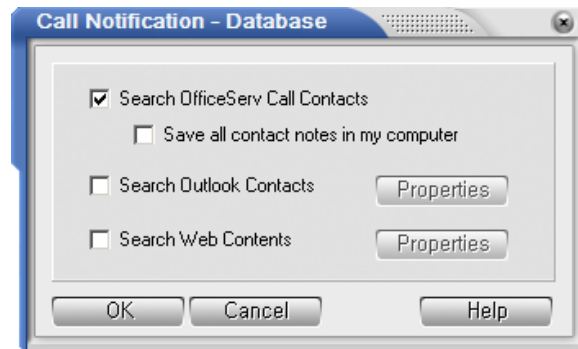 Call Notification - Database
Search OfficeServ Call Contacts
Save all contact notes in my computer
Search Outlook Contacts Properties
Search Web Contents Properties
OK Cancel Help